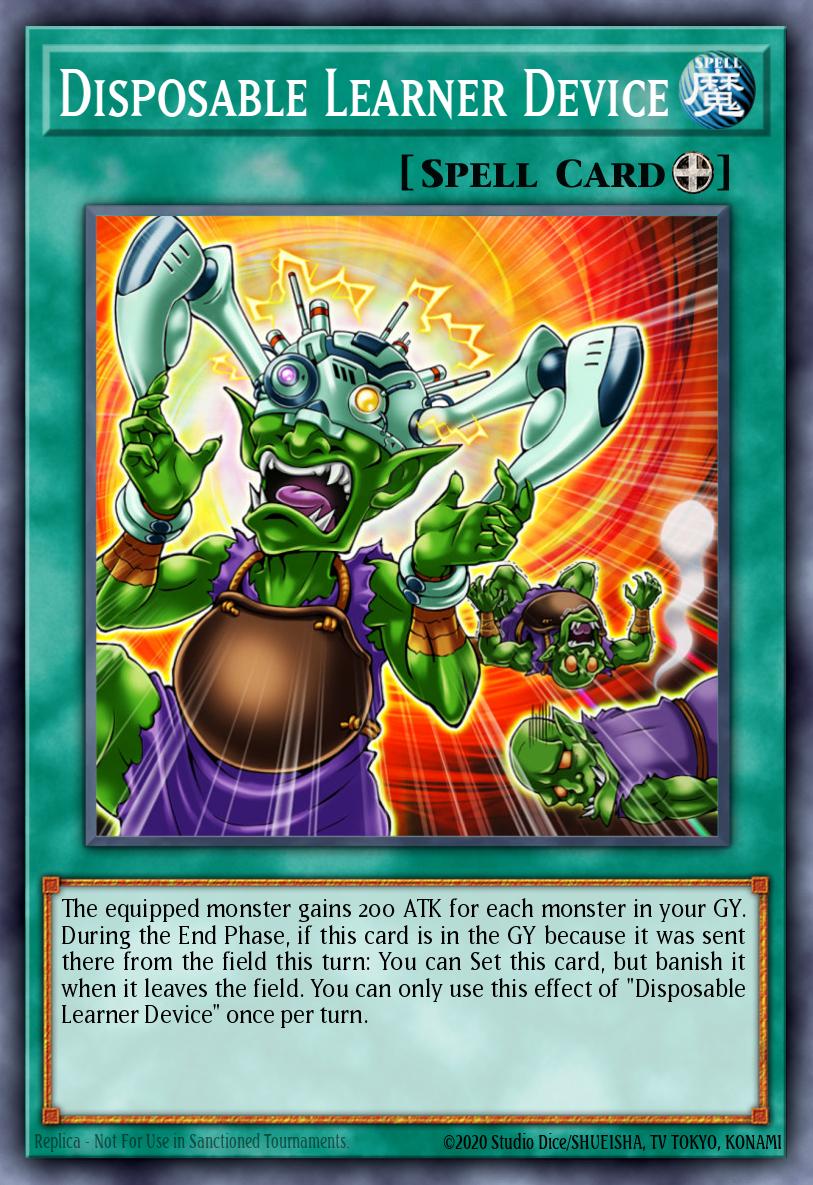 Disposable Learner Device
SPELL
魔
[Spell Card]
The equipped monster gains 200 ATK for each monster in your GY.
During the End Phase, if this card is in the GY because it was sent
there from the field this turn: You can Set this card, but banish it
when it leaves the field. You can only use this effect of "Disposable
Learner Device" once per turn.
Replica - Not For Use in Sanctioned Tournaments.
©2020 Studio Dice/SHUEISHA, TV TOKYO, KONAMI